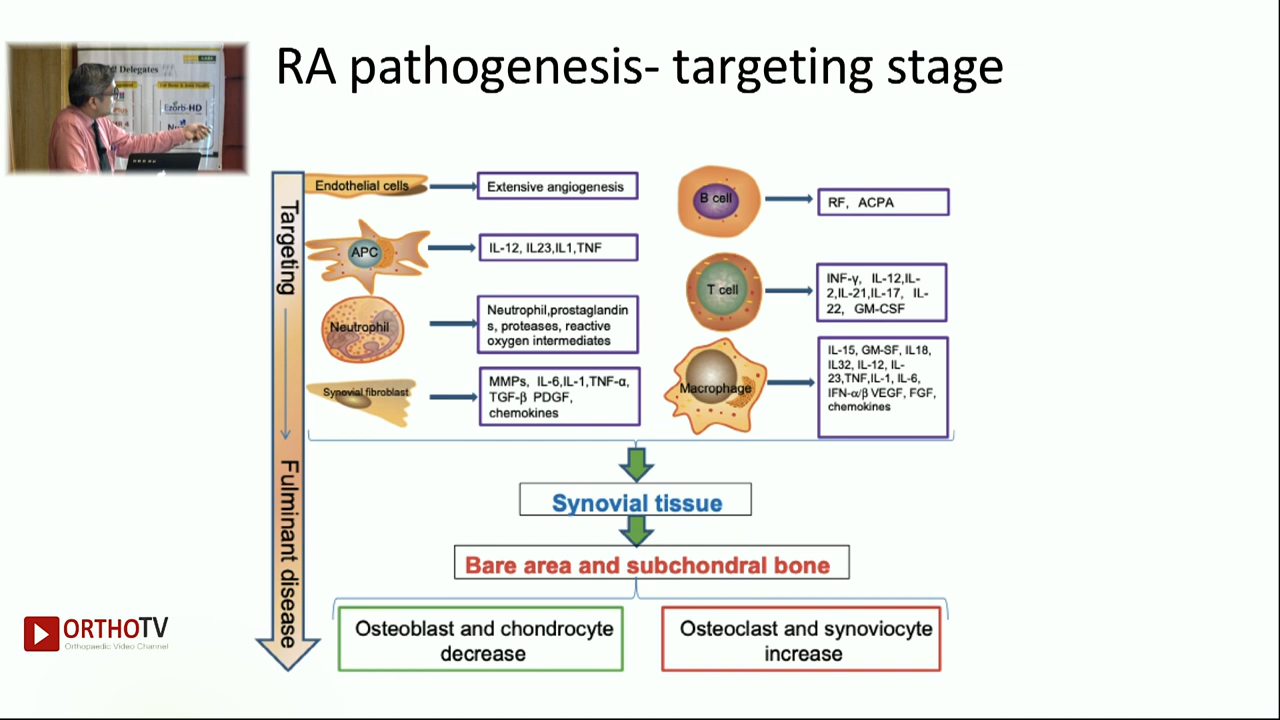 RA pathogenesis- targeting stage
Delegates
Ezorb-HD
Targeting
Fulminant disease
Endothelial cells
Extensive angiogenesis
APC
IL-12, IL23,IL1,TNF
Neutrophil
Neutrophil,prostaglandin
s, proteases, reactive
oxygen intermediates
Synovial fibroblast
MMPs, IL-6,IL-1,TNF-α,
TGF-β PDGF,
chemokines
B cell
RF, ACPA
T cell
INF-γ, IL-12,IL-
2,IL-21,IL-17, IL-
22, GM-CSF
Macrophage
IL-15, GM-SF, IL18,
IL32, IL-12, IL-
23,TNF,IL-1, IL-6,
IFN-α/β VEGF, FGF,
chemokines
Synovial tissue
Bare area and subchondral bone
Osteoblast and chondrocyte
decrease
Osteoclast and synoviocyte
increase
ORTHOTV
Orthopaedic Video Channel